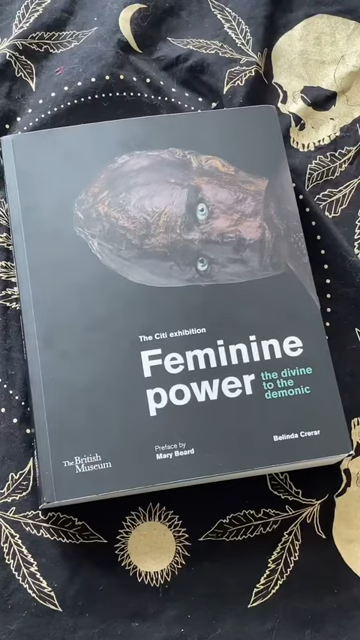 The Citi exhibition
Feminine
power
the divine
to the
demonic
The British
Museum
Preface by
Mary Beard
Belinda Crerar